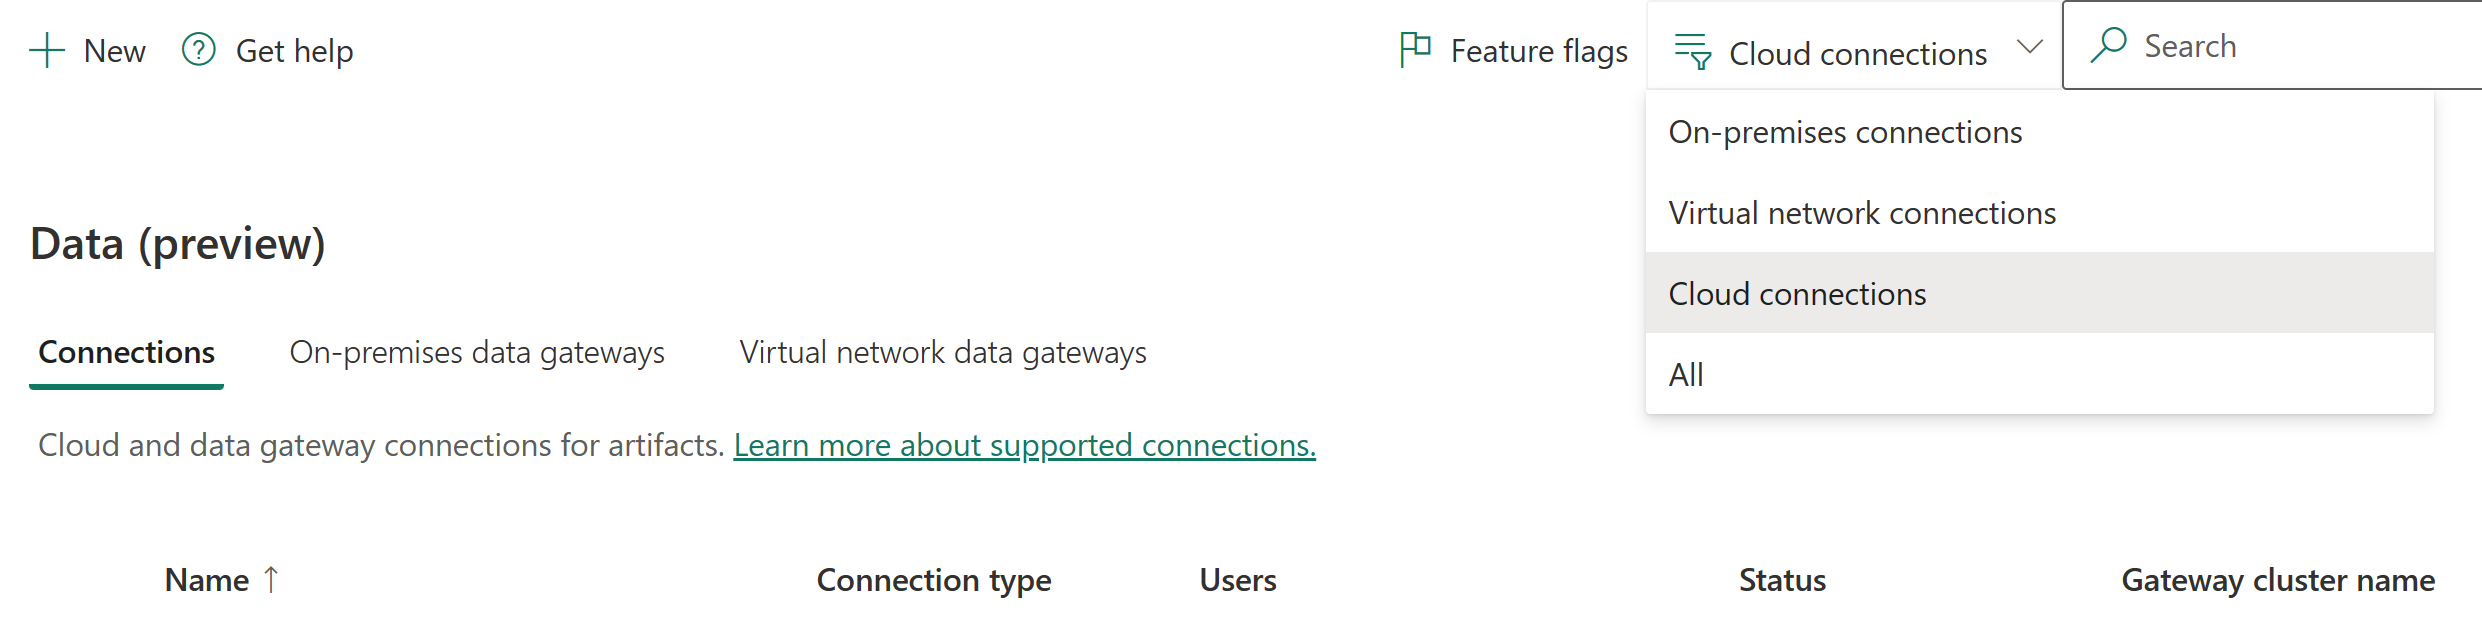 New Get help Feature flags Cloud connections Search
On-premises connections
Virtual network connections
Cloud connections
All
Data (preview)
Connections On-premises data gateways Virtual network data gateways
Cloud and data gateway connections for artifacts. Learn more about supported connections.
Name ↑ Connection type Users Status Gateway cluster name